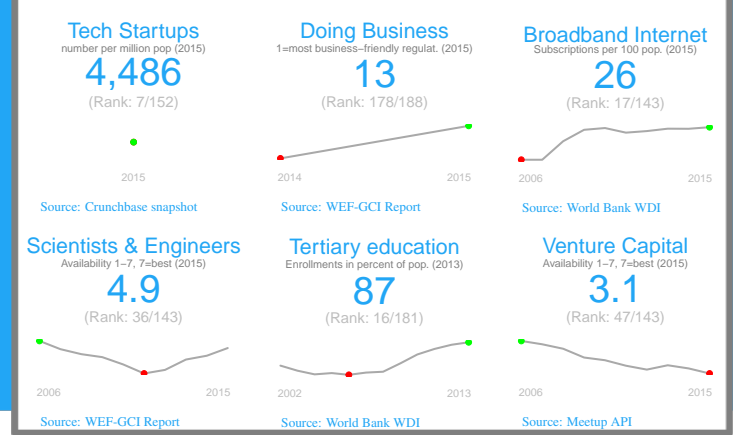 Tech Startups
number per million pop (2015)
4,486
(Rank: 7/152)
2015
Source: Crunchbase snapshot
Doing Business
1=most business−friendly regulat. (2015)
13
(Rank: 178/188)
2014 2015
Source: WEF-GCI Report
Broadband Internet
Subscriptions per 100 pop. (2015)
26
(Rank: 17/143)
2006 2015
Source: World Bank WDI
Scientists & Engineers
Availability 1−7, 7=best (2015)
4.9
(Rank: 36/143)
2006 2015
Source: WEF-GCI Report
Tertiary education
Enrollments in percent of pop. (2013)
87
(Rank: 16/181)
2002 2013
Source: World Bank WDI
Venture Capital
Availability 1−7, 7=best (2015)
3.1
(Rank: 47/143)
2006 2015
Source: Meetup API